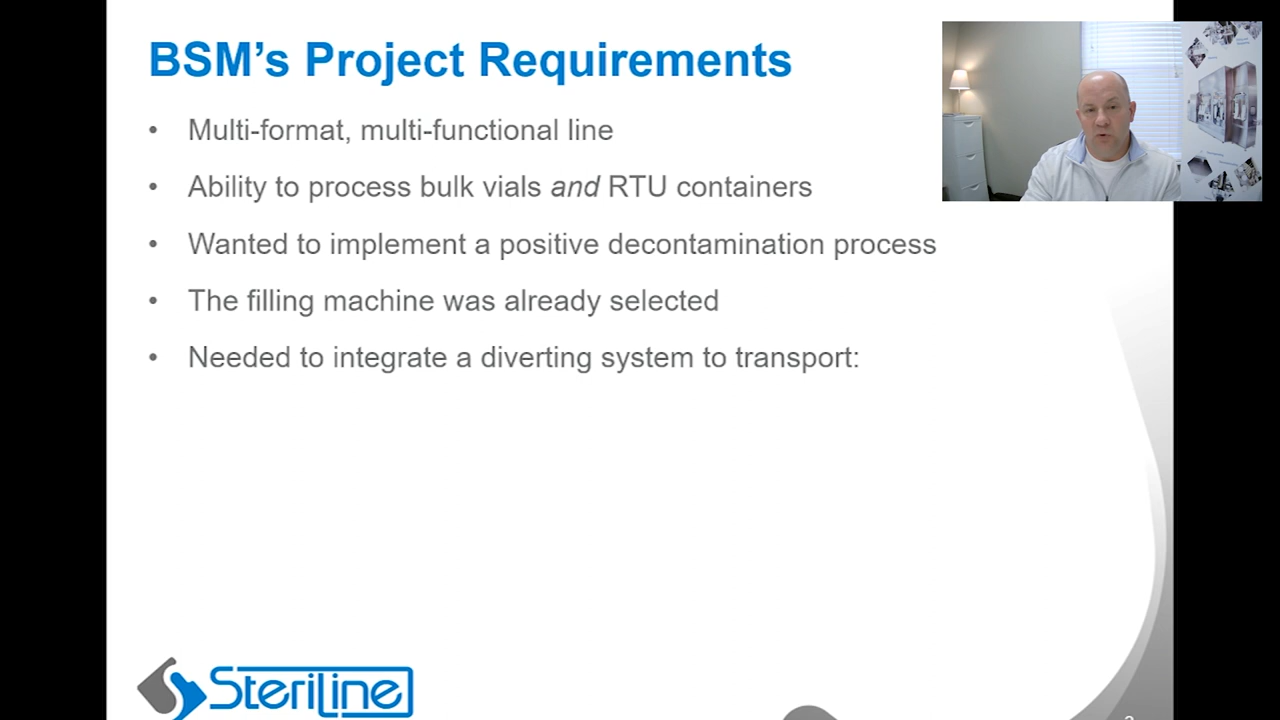 BSM's Project Requirements
• Multi-format, multi-functional line
• Ability to process bulk vials and RTU containers
• Wanted to implement a positive decontamination process
• The filling machine was already selected
• Needed to integrate a diverting system to transport:
SteriLine